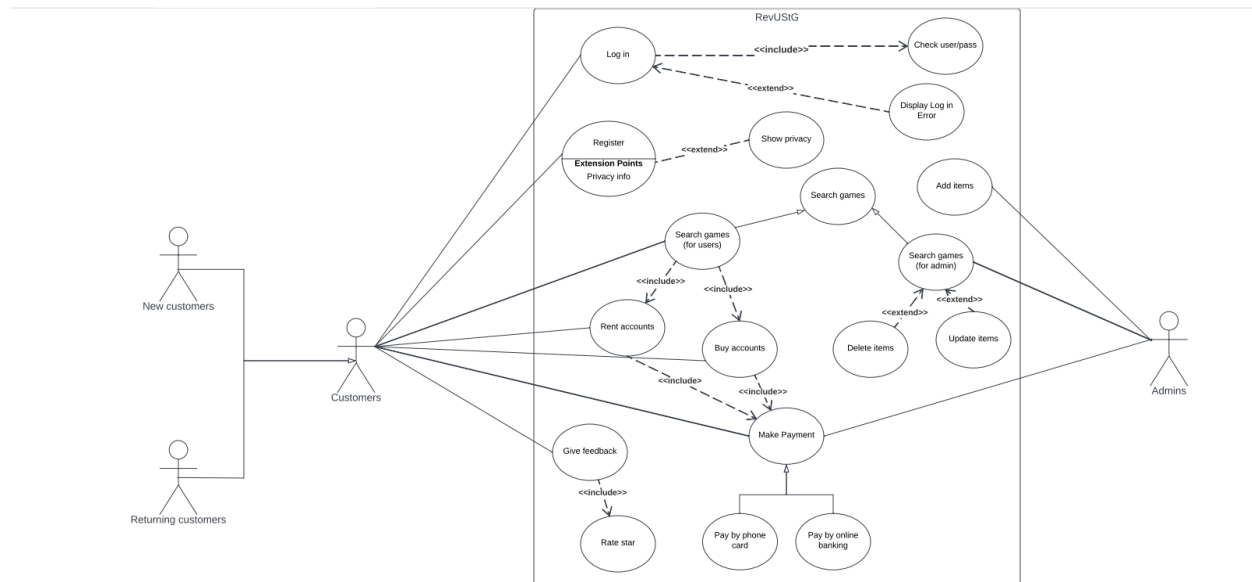 RevUStG
Log in
<<include>>
Check user/pass
<<extend>>
Display Log in
Error
Register
Extension Points
Privacy info
<<extend>>
Show privacy
Search games
Add items
Search games
(for users)
Search games
(for admin)
<<include>>
<<include>>
<<extend>>
<<extend>>
New customers
Rent accounts
Buy accounts
Delete items
Update items
Customers
Admins
<<include>
<<include>>
Make Payment
Give feedback
<<include>>
Returning customers
Rate star
Pay by phone
card
Pay by online
banking